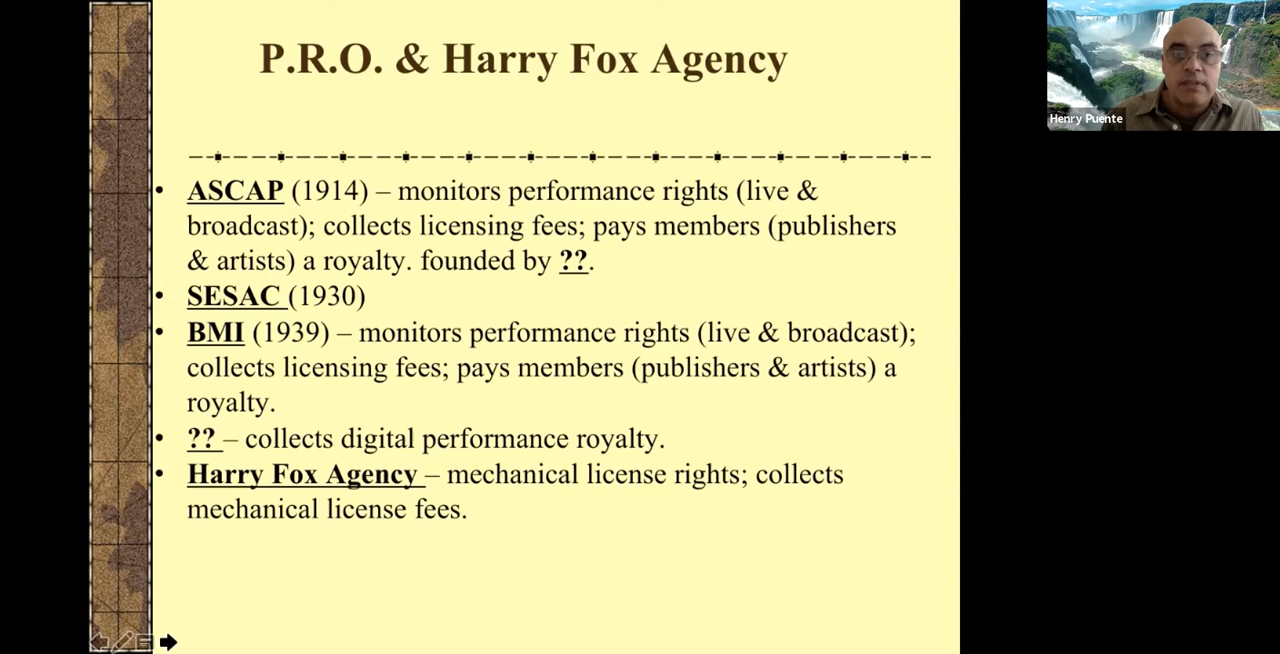 P.R.O. & Harry Fox Agency
Henry Puente
• ASCAP (1914) – monitors performance rights (live &
broadcast); collects licensing fees; pays members (publishers
& artists) a royalty. founded by ??.
• SESAC (1930)
• BMI (1939) – monitors performance rights (live & broadcast);
collects licensing fees; pays members (publishers & artists) a
royalty.
• ?? – collects digital performance royalty.
• Harry Fox Agency – mechanical license rights; collects
mechanical license fees.